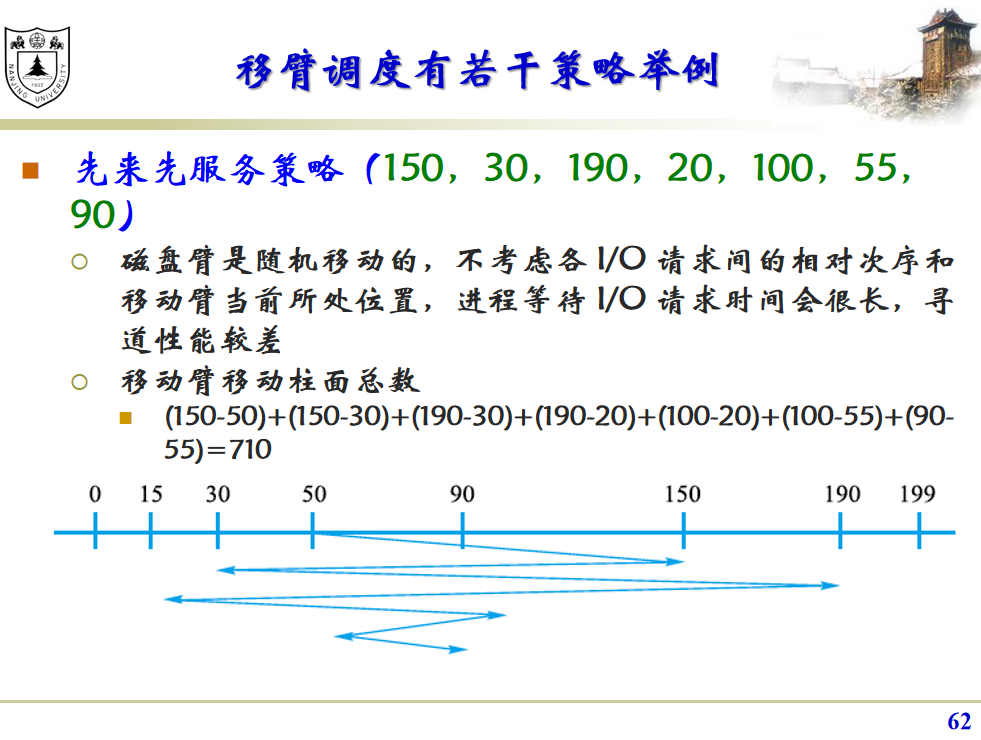 移臂调度有若干策略举例
NANJING UNIVERSITY
1902
先来先服务策略（150，30，190，20，100，55，
90）
磁盘臂是随机移动的，不考虑各 I/O 请求间的相对次序和
移动臂当前所处位置，进程等待 I/O 请求时间会很长，寻
道性能较差
移动臂移动柱面总数
(150-50)+(150-30)+(190-30)+(190-20)+(100-20)+(100-55)+(90-
55)=710
0 15 30 50 90 150 190 199
62